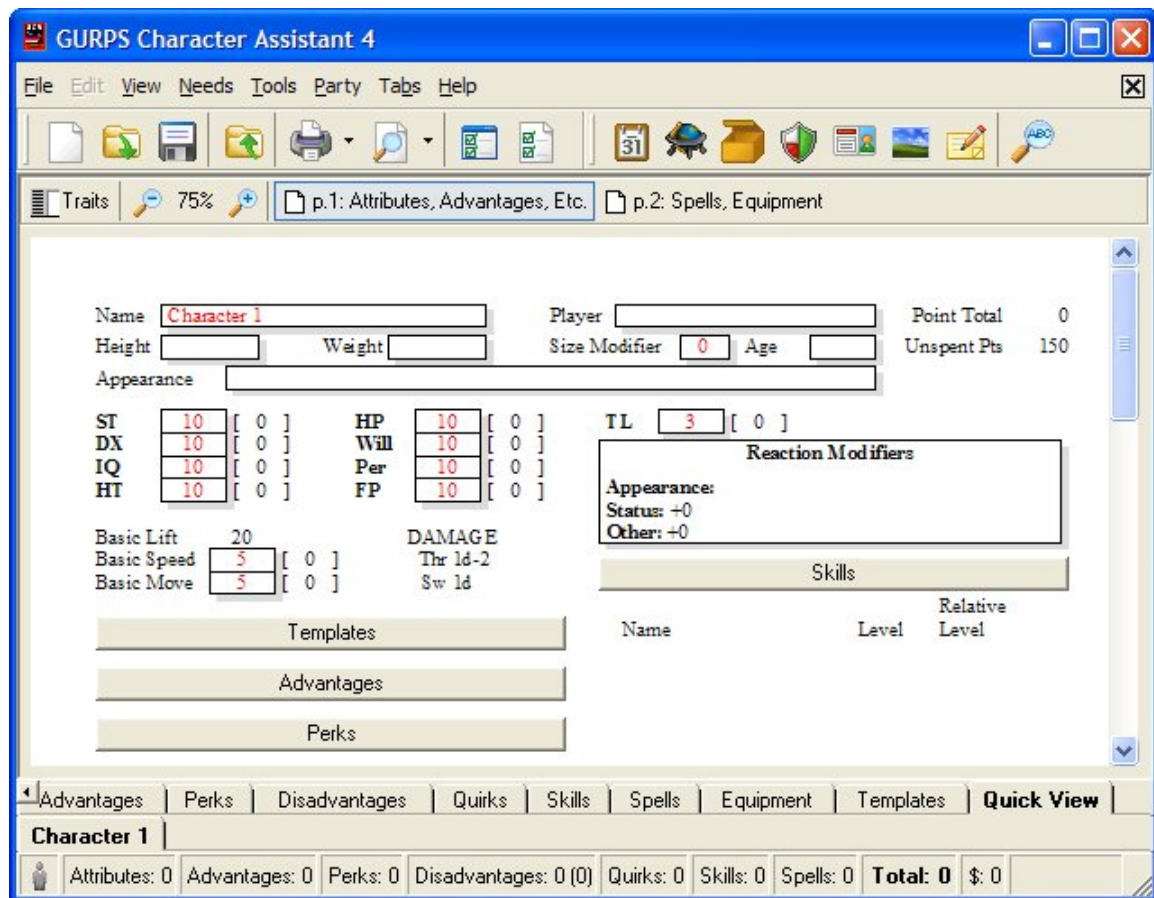 GURPS Character Assistant 4
File Edit View Needs Tools Party Tabs Help
31 ABC
Traits 75% p.1: Attributes, Advantages, Etc. p.2: Spells, Equipment
Name Character 1 Player Point Total 0
Height Weight Size Modifier 0 Age Unspent Pts 150
Appearance
ST 10 [ 0 ] HP 10 [ 0 ] TL 3 [ 0 ]
DX 10 [ 0 ] Will 10 [ 0 ] Reaction Modifiers
IQ 10 [ 0 ] Per 10 [ 0 ] Appearance:
HT 10 [ 0 ] FP 10 [ 0 ] Status: +0
Basic Lift 20 DAMAGE Other: +0
Basic Speed 5 [ 0 ] Thr 1d-2
Basic Move 5 [ 0 ] Sw 1d Skills
Relative
Templates Name Level Level
Advantages
Perks
Advantages Perks Disadvantages Quirks Skills Spells Equipment Templates Quick View
Character 1
Attributes: 0 Advantages: 0 Perks: 0 Disadvantages: 0 (0) Quirks: 0 Skills: 0 Spells: 0 Total: 0 $: 0